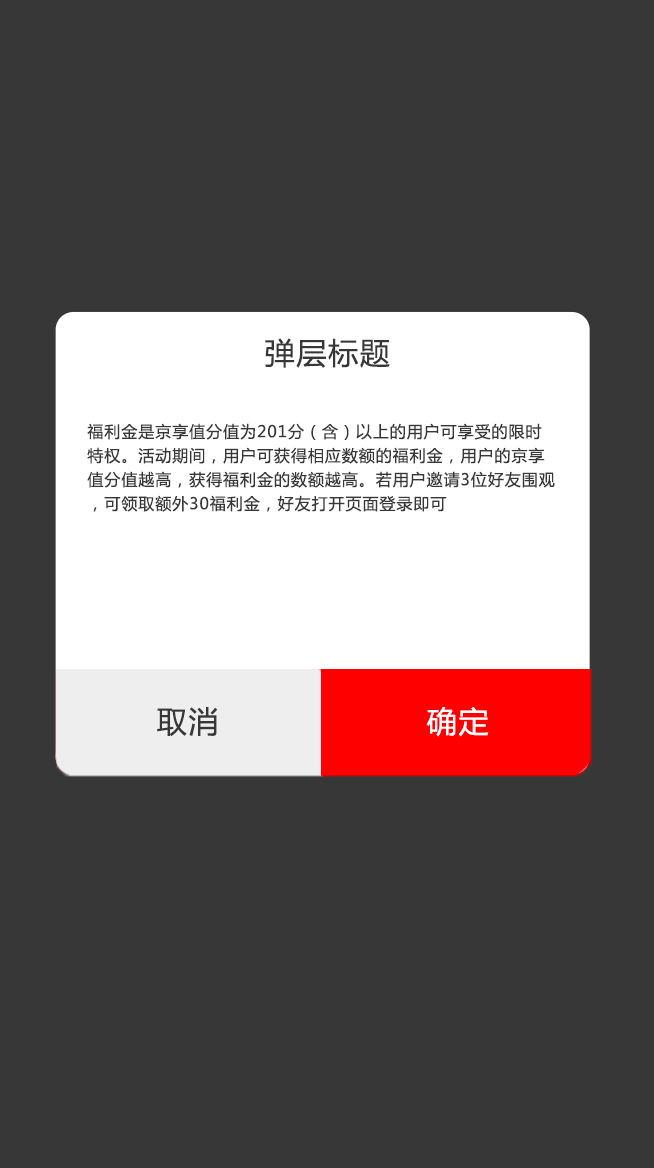 弹层标题
福利金是京享值分值为201分（含）以上的用户可享受的限时
特权。活动期间，用户可获得相应数额的福利金，用户的京享
值分值越高，获得福利金的数额越高。若用户邀请3位好友围观
，可领取额外30福利金，好友打开页面登录即可
取消
确定